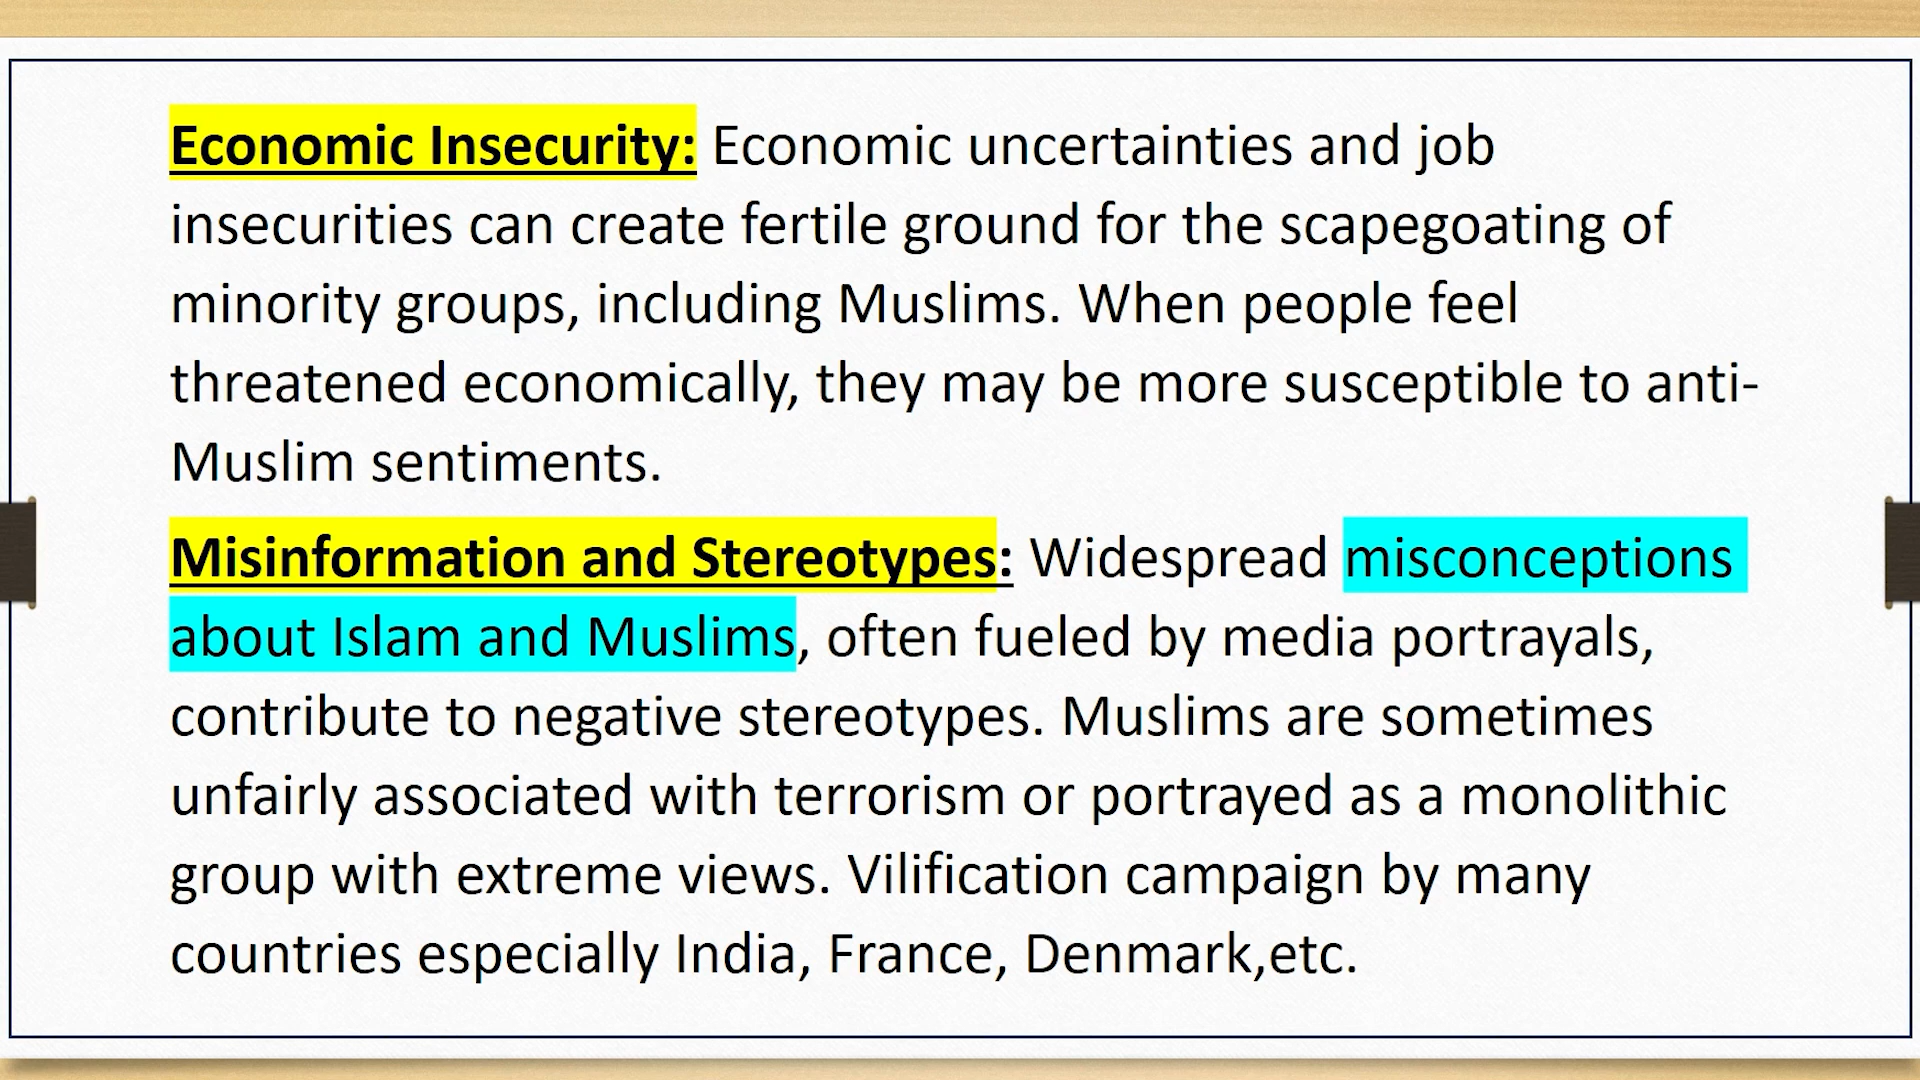 Economic Insecurity: Economic uncertainties and job
insecurities can create fertile ground for the scapegoating of
minority groups, including Muslims. When people feel
threatened economically, they may be more susceptible to anti-
Muslim sentiments.
Misinformation and Stereotypes: Widespread misconceptions
about Islam and Muslims, often fueled by media portrayals,
contribute to negative stereotypes. Muslims are sometimes
unfairly associated with terrorism or portrayed as a monolithic
group with extreme views. Vilification campaign by many
countries especially India, France, Denmark,etc.